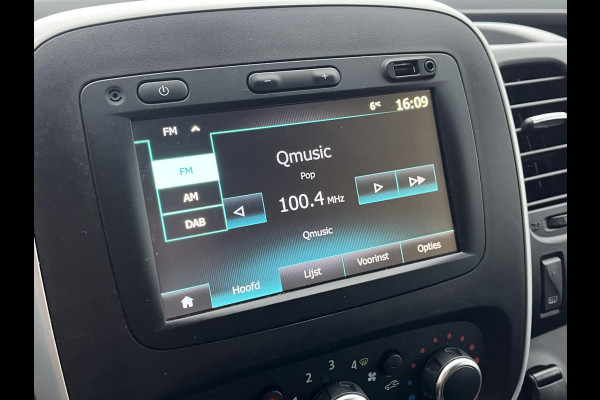 6°C 16:09
FM
FM
AM
DAB
Qmusic
Pop
100.4 MHz
Qmusic
Hoofd Lijst Voorinst Opties
1 2 3 4